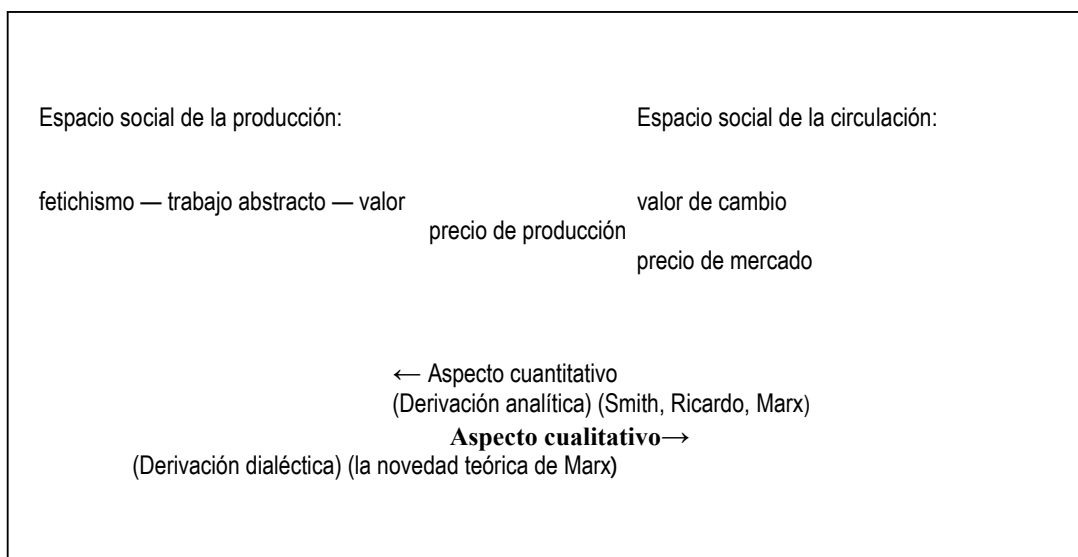 Espacio social de la producción: Espacio social de la circulación:
fetichismo — trabajo abstracto — valor valor de cambio
precio de producción
precio de mercado
← Aspecto cuantitativo
(Derivación analítica) (Smith, Ricardo, Marx)
Aspecto cualitativo→
(Derivación dialéctica) (la novedad teórica de Marx)